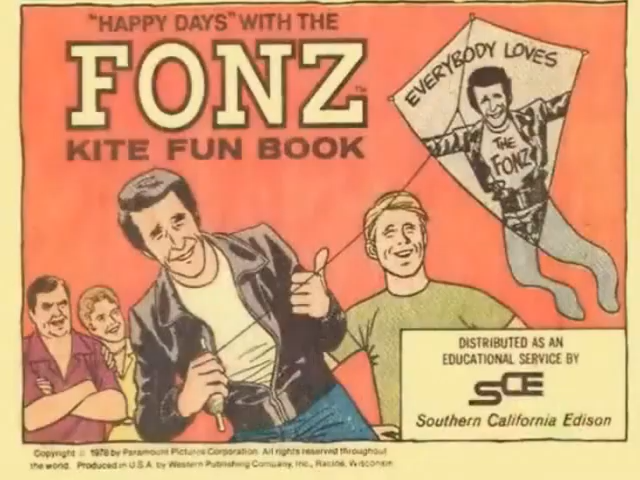 "HAPPY DAYS" WITH THE
FONZ™
KITE FUN BOOK
EVERYBODY LOVES
THE
FONZ
DISTRIBUTED AS AN
EDUCATIONAL SERVICE BY
SCE
Southern California Edison
Copyright © 1978 by Paramount Pictures Corporation. All rights reserved throughout
the world. Produced in U.S.A. by Western Publishing Company, Inc., Racine, Wisconsin